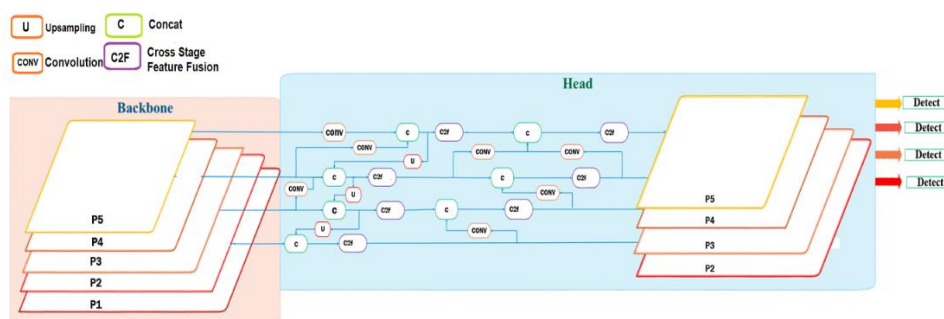 U Upsampling C Concat
CONV Convolution C2F Cross Stage
Feature Fusion
Backbone
Head
P5
P4
P3
P2
P1
conv c C2f c C2f
CONV U CONV CONV
C C2f C C2f
CONV U CONV
C C2f C C2f
U CONV
C C2f
P5
P4
P3
P2
Detect
Detect
Detect
Detect